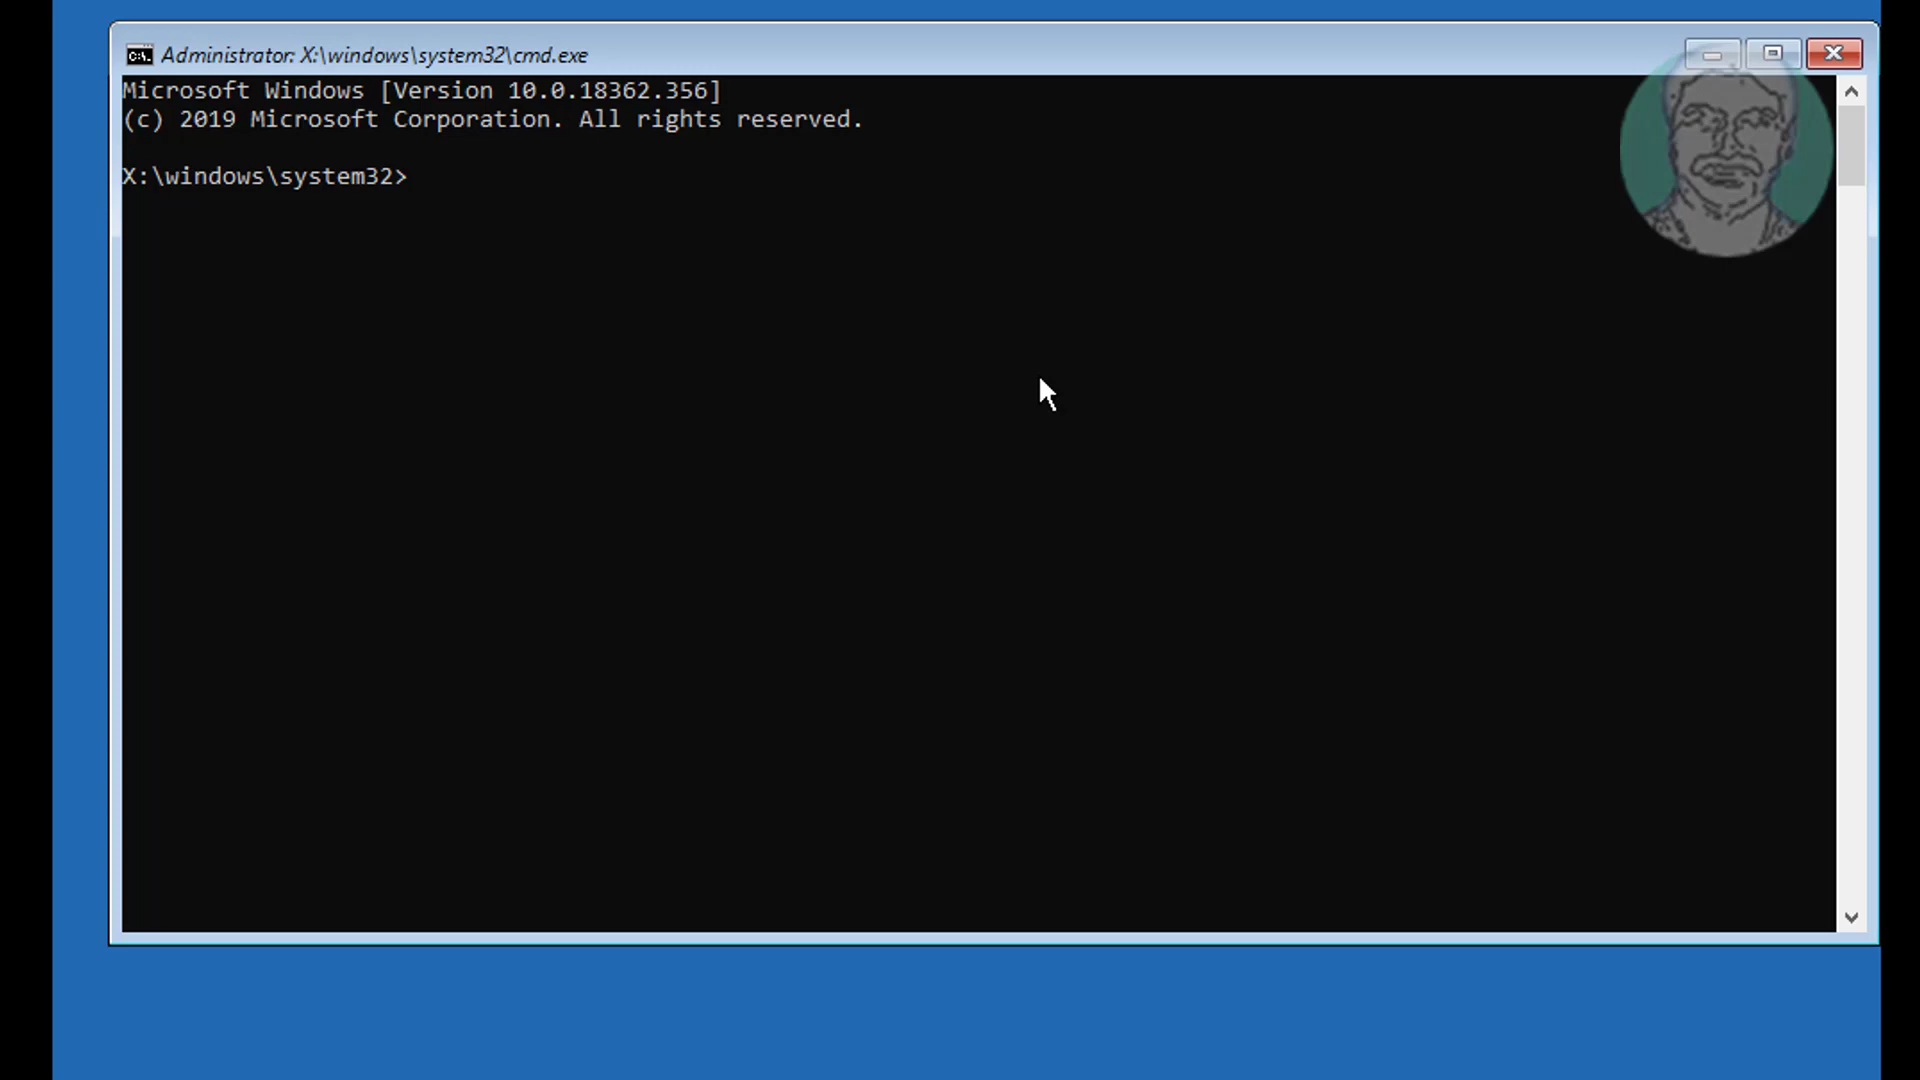 Administrator: X:\windows\system32\cmd.exe
Microsoft Windows [Version 10.0.18362.356]
(c) 2019 Microsoft Corporation. All rights reserved.
X:\windows\system32>